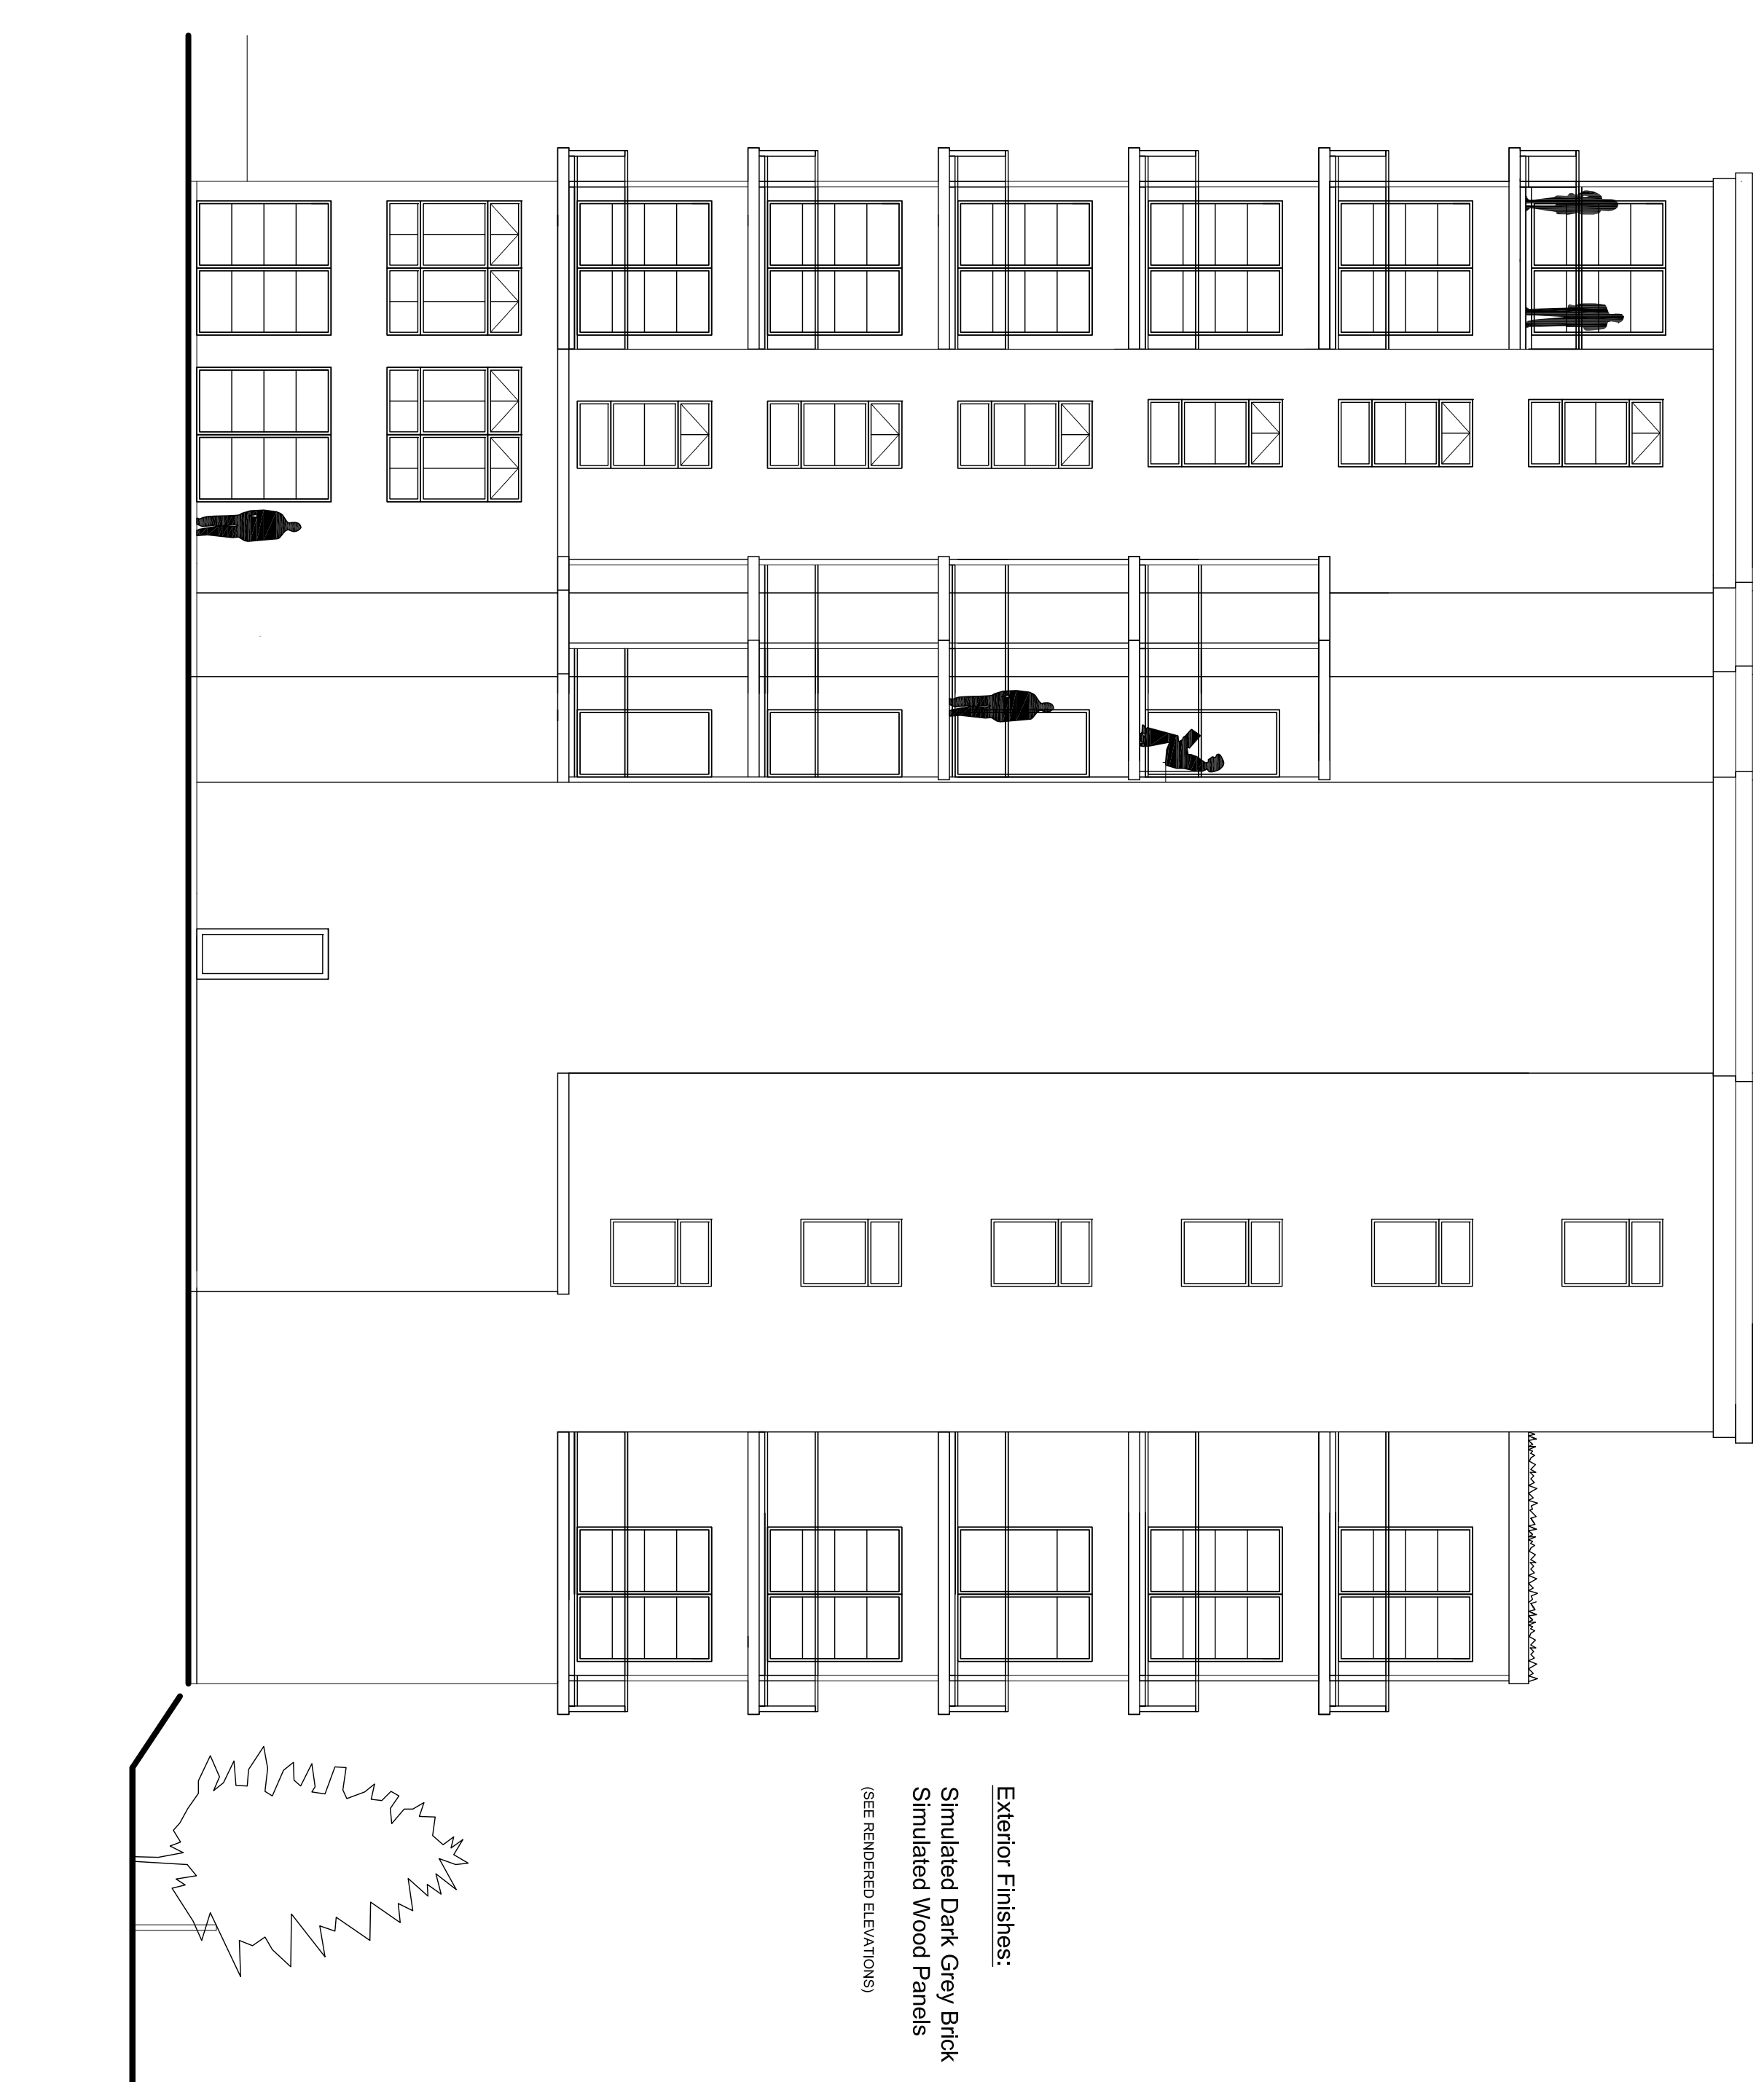 Exterior Finishes:
Simulated Dark Grey Brick
Simulated Wood Panels
(SEE RENDERED ELEVATIONS)